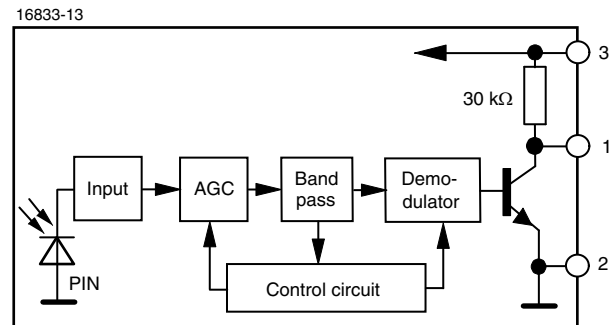 16833-13
3
30 kΩ
1
Input
AGC
Band
pass
Demo-
dulator
2
PIN
Control circuit